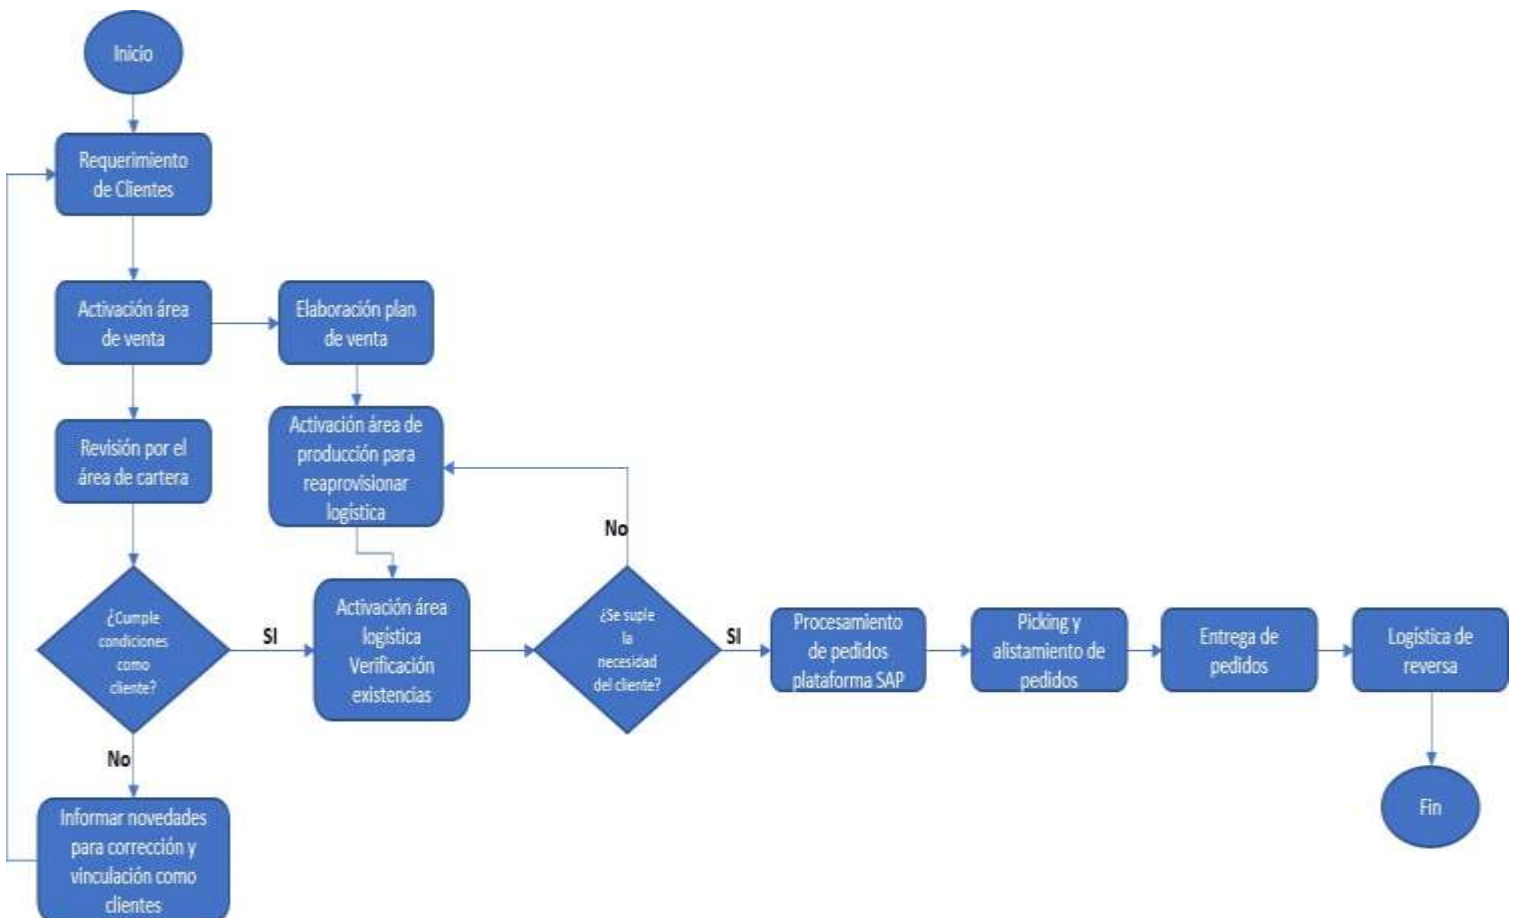 Inicio
Requerimiento
de Clientes
Activación área
de venta
Elaboración plan
de venta
Revisión por el
área de cartera
Activación área de
producción para
reaprovisionar
logística
No
¿Cumple
condiciones
como
cliente?
SI
Activación área
logística
Verificación
existencias
¿Se suple
la
necesidad
del cliente?
SI
Procesamiento
de pedidos
plataforma SAP
Picking y
alistamiento de
pedidos
Entrega de
pedidos
Logística de
reversa
No
Informar novedades
para corrección y
vinculación como
clientes
Fin